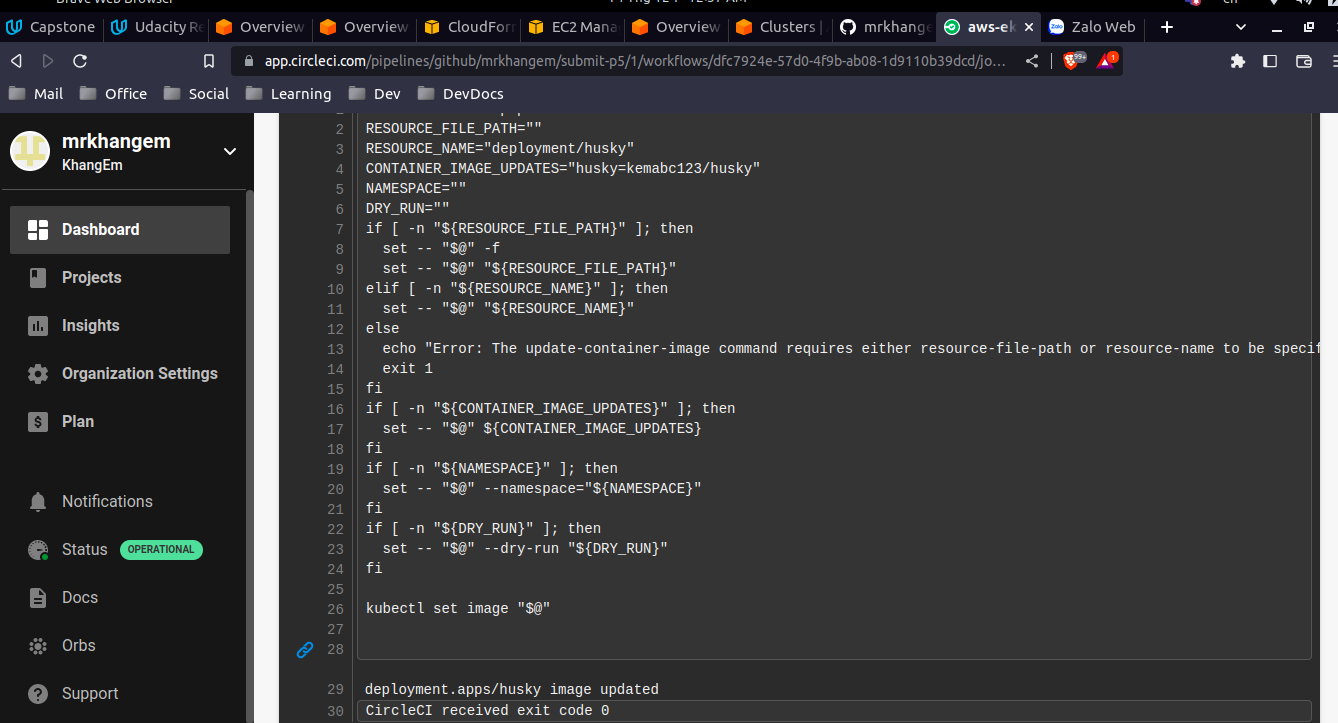 Brave Web Browser
Capstone
Udacity Re
Overview
Overview
CloudForm
EC2 Mana
Overview
Clusters |
mrkhange
aws-ek
Zalo Web
app.circleci.com/pipelines/github/mrkhangem/submit-p5/1/workflows/dfc7924e-57d0-4f9b-ab08-1d9110b39dcd/jo...
99+
1
Mail
Office
Social
Learning
Dev
DevDocs
mrkhangem
KhangEm
Dashboard
Projects
Insights
Organization Settings
Plan
Notifications
Status OPERATIONAL
Docs
Orbs
Support
2 RESOURCE_FILE_PATH=""
3 RESOURCE_NAME="deployment/husky"
4 CONTAINER_IMAGE_UPDATES="husky=kemabc123/husky"
5 NAMESPACE=""
6 DRY_RUN=""
7 if [ -n "${RESOURCE_FILE_PATH}" ]; then
8 set -- "$@" -f
9 set -- "$@" "${RESOURCE_FILE_PATH}"
10 elif [ -n "${RESOURCE_NAME}" ]; then
11 set -- "$@" "${RESOURCE_NAME}"
12 else
13 echo "Error: The update-container-image command requires either resource-file-path or resource-name to be specif
14 exit 1
15 fi
16 if [ -n "${CONTAINER_IMAGE_UPDATES}" ]; then
17 set -- "$@" ${CONTAINER_IMAGE_UPDATES}
18 fi
19 if [ -n "${NAMESPACE}" ]; then
20 set -- "$@" --namespace="${NAMESPACE}"
21 fi
22 if [ -n "${DRY_RUN}" ]; then
23 set -- "$@" --dry-run "${DRY_RUN}"
24 fi
25
26 kubectl set image "$@"
27
28
29 deployment.apps/husky image updated
30 CircleCI received exit code 0